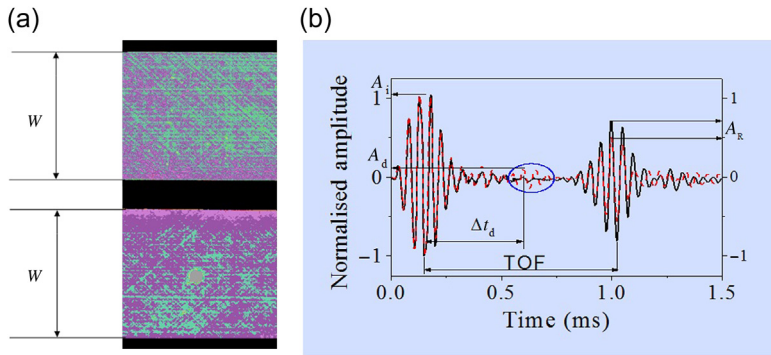 (a)
W
W
(b)
Normalised amplitude
A_i
1
A_d
0
−1
Δt_d
TOF
A_R
1
0
−1
0.0
0.5
1.0
1.5
Time (ms)